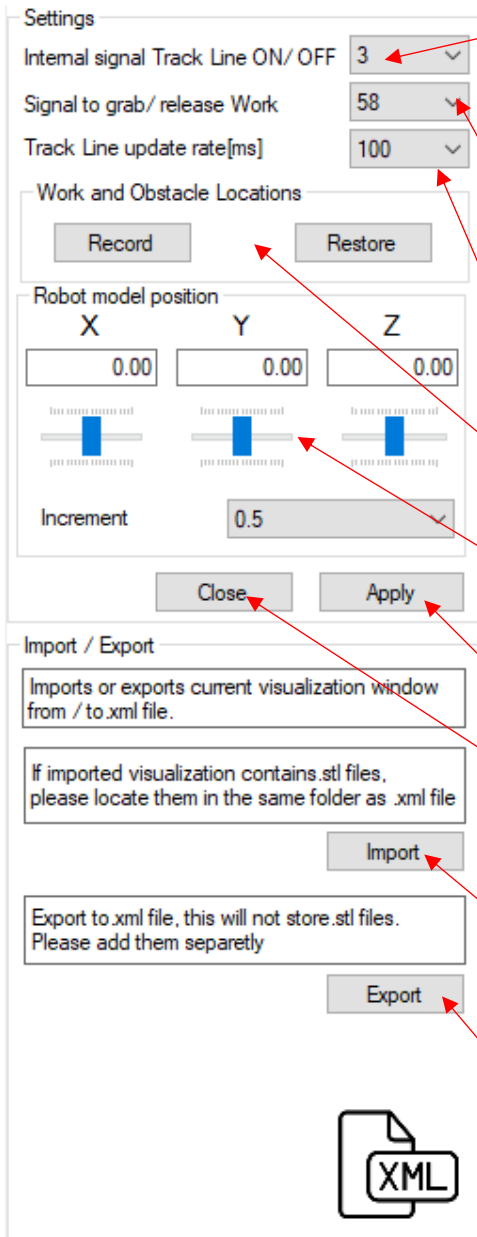 Settings
Internal signal Track Line ON/ OFF 3
Signal to grab/ release Work 58
Track Line update rate[ms] 100
Work and Obstacle Locations
Record Restore
Robot model position
X Y Z
0.00 0.00 0.00
Increment 0.5
Close Apply
Import / Export
Imports or exports current visualization window
from / to.xml file.
If imported visualization contains.stl files,
please locate them in the same folder as .xml file
Import
Export to.xml file, this will not store.stl files.
Please add them separetly
Export
XML